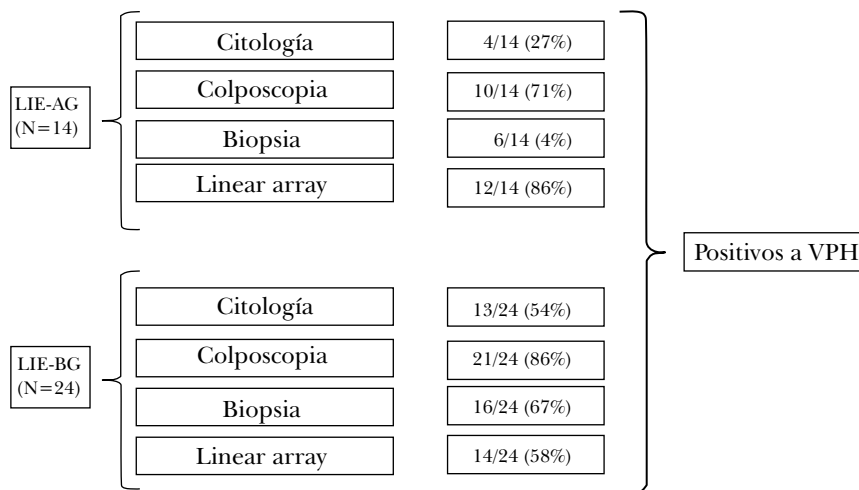 LIE-AG
(N=14)
Citología 4/14 (27%)
Colposcopia 10/14 (71%)
Biopsia 6/14 (4%)
Linear array 12/14 (86%)
Positivos a VPH
LIE-BG
(N=24)
Citología 13/24 (54%)
Colposcopia 21/24 (86%)
Biopsia 16/24 (67%)
Linear array 14/24 (58%)